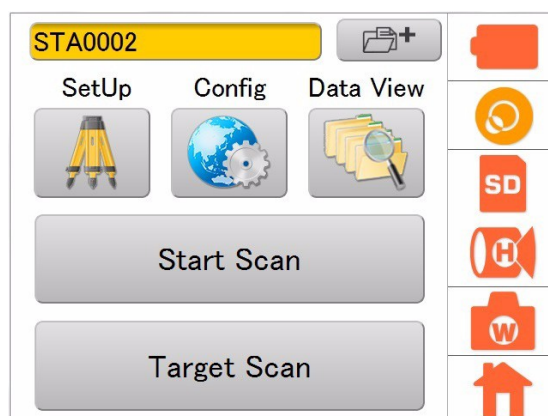 STA0002
SetUp Config Data View
SD
Start Scan
H
W
Target Scan